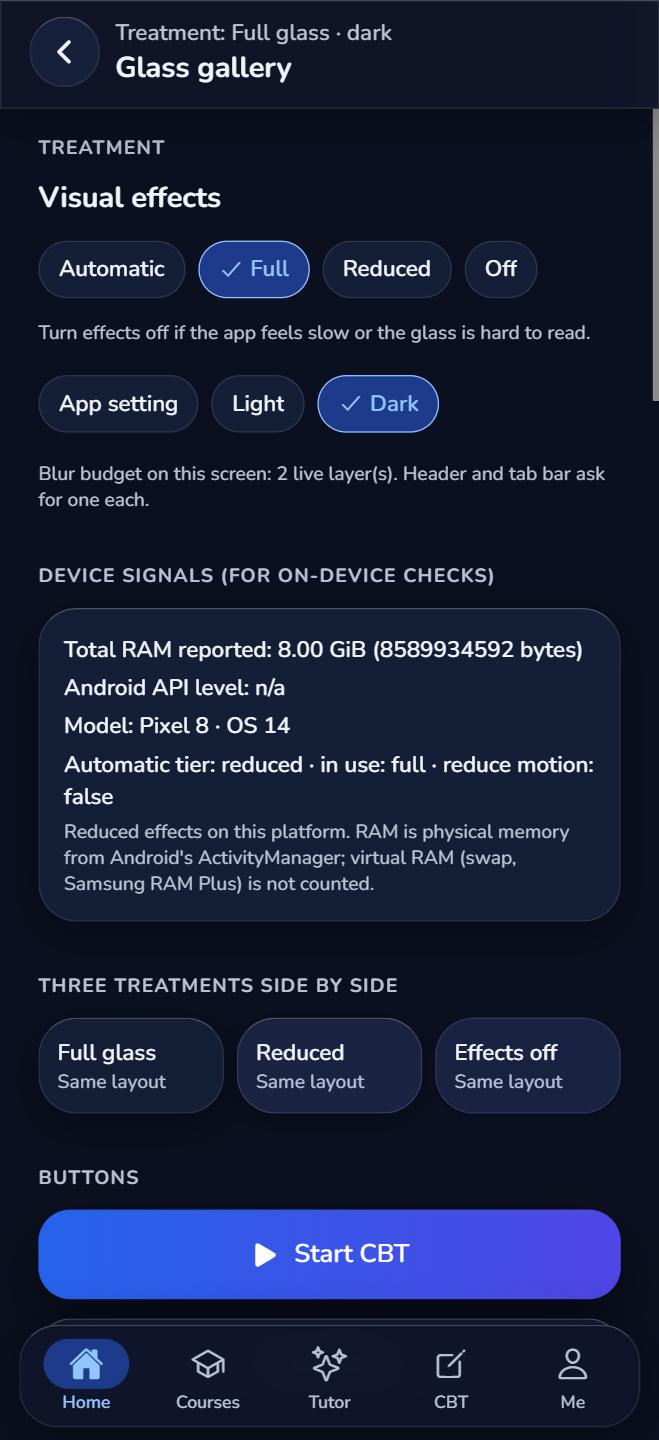 Treatment: Full glass · dark
Glass gallery
TREATMENT
Visual effects
Automatic
Full
Reduced
Off
Turn effects off if the app feels slow or the glass is hard to read.
App setting
Light
Dark
Blur budget on this screen: 2 live layer(s). Header and tab bar ask
for one each.
DEVICE SIGNALS (FOR ON-DEVICE CHECKS)
Total RAM reported: 8.00 GiB (8589934592 bytes)
Android API level: n/a
Model: Pixel 8 · OS 14
Automatic tier: reduced · in use: full · reduce motion:
false
Reduced effects on this platform. RAM is physical memory
from Android's ActivityManager; virtual RAM (swap,
Samsung RAM Plus) is not counted.
THREE TREATMENTS SIDE BY SIDE
Full glass
Same layout
Reduced
Same layout
Effects off
Same layout
BUTTONS
Start CBT
Home
Courses
Tutor
CBT
Me